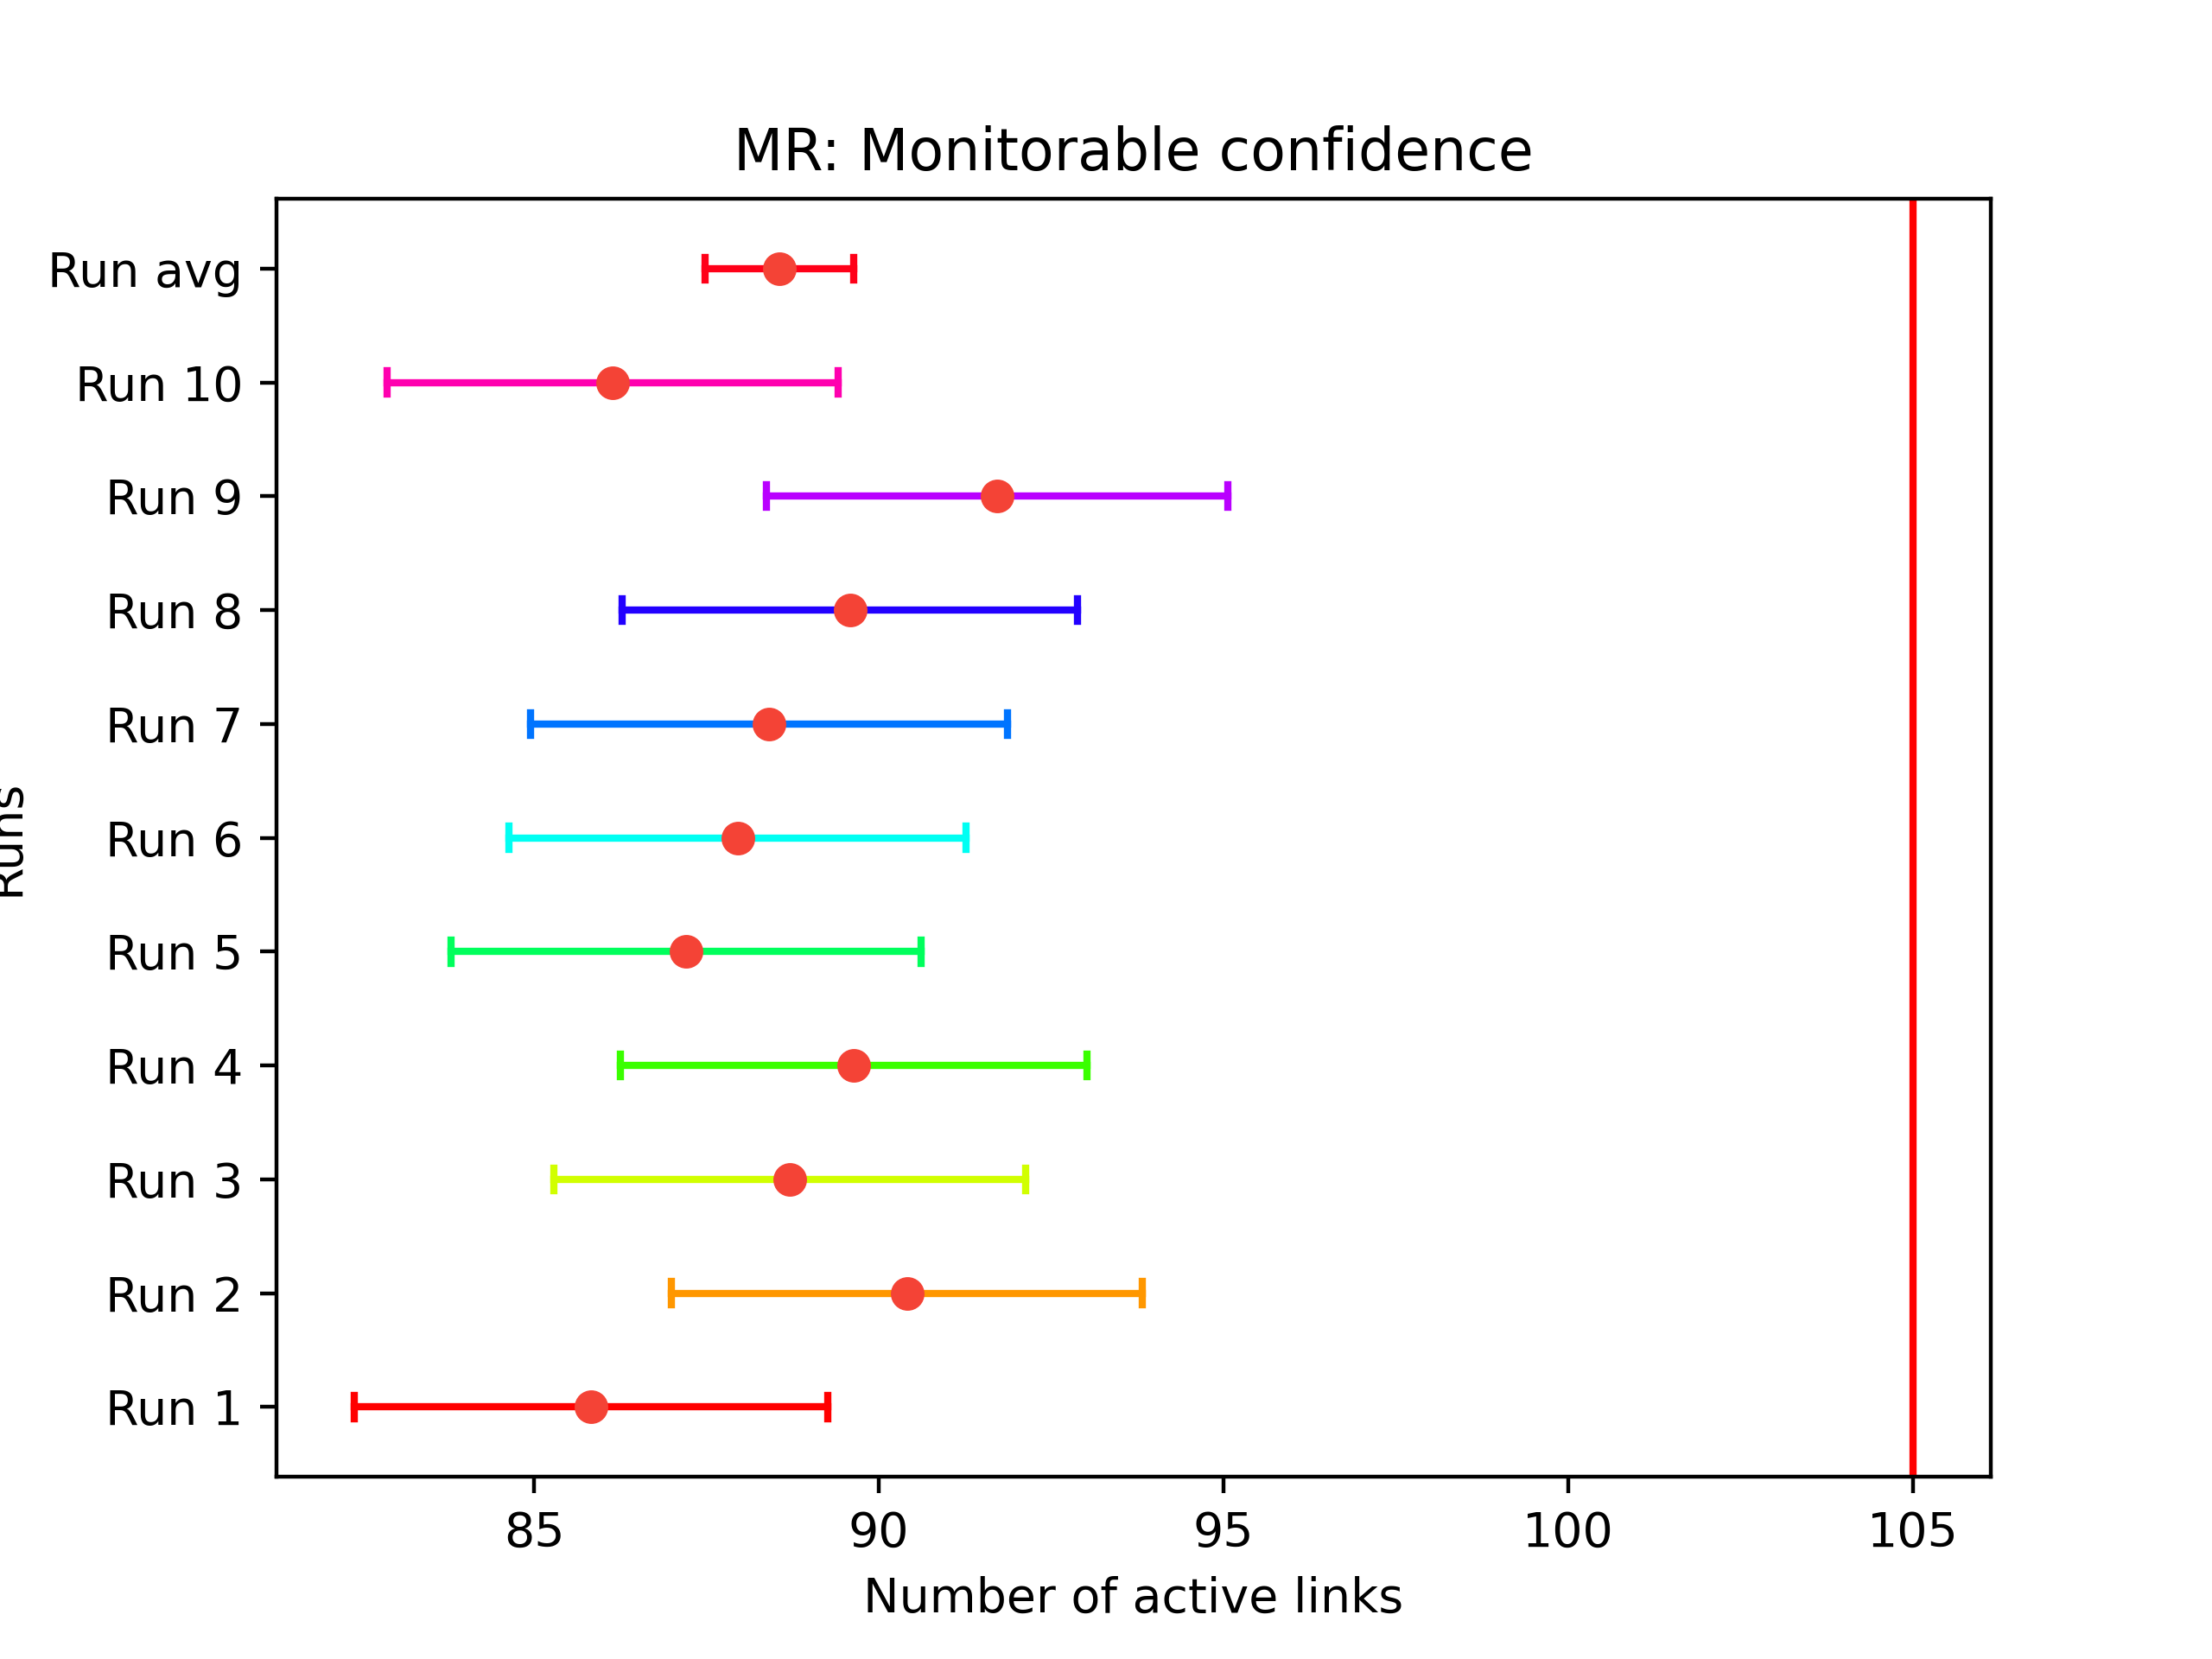 MR: Monitorable confidence
Run avg
Run 10
Run 9
Run 8
Run 7
Run 6
Run 5
Run 4
Run 3
Run 2
Run 1
Runs
85 90 95 100 105
Number of active links